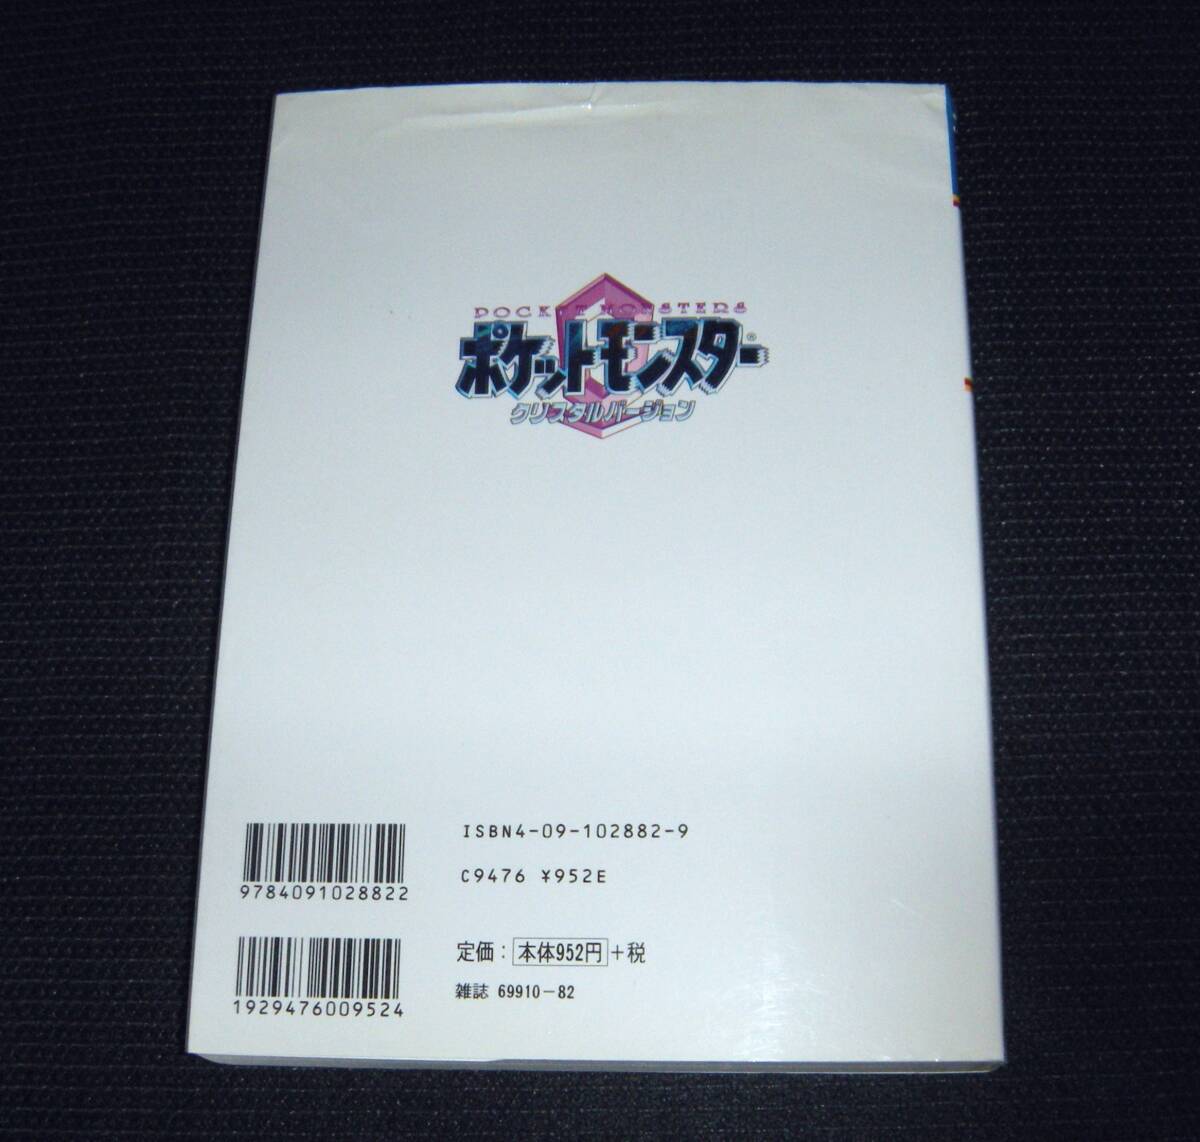 POCKET MONSTERS
ポケットモンスター®
クリスタルバージョン
ISBN4-09-102882-9
C9476 ¥952E
9784091028822
定価：本体952円+税
雑誌 69910-82
1929476009524